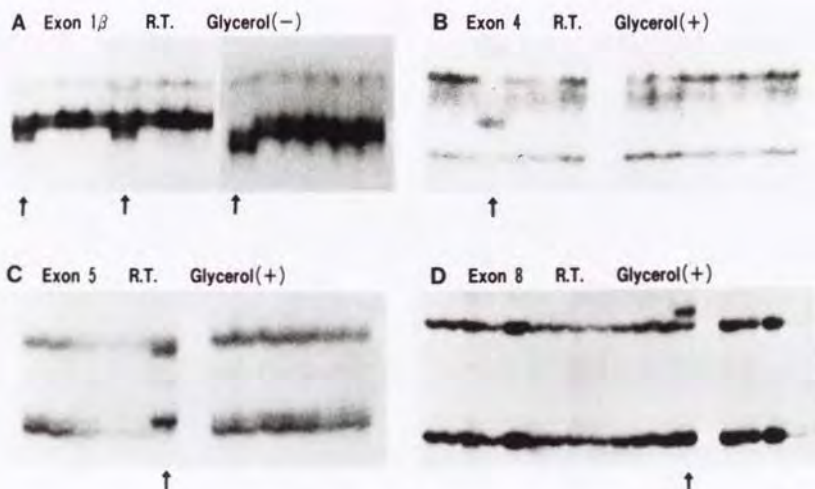 A Exon 1β R.T. Glycerol(−)
B Exon 4 R.T. Glycerol(+)
C Exon 5 R.T. Glycerol(+)
D Exon 8 R.T. Glycerol(+)